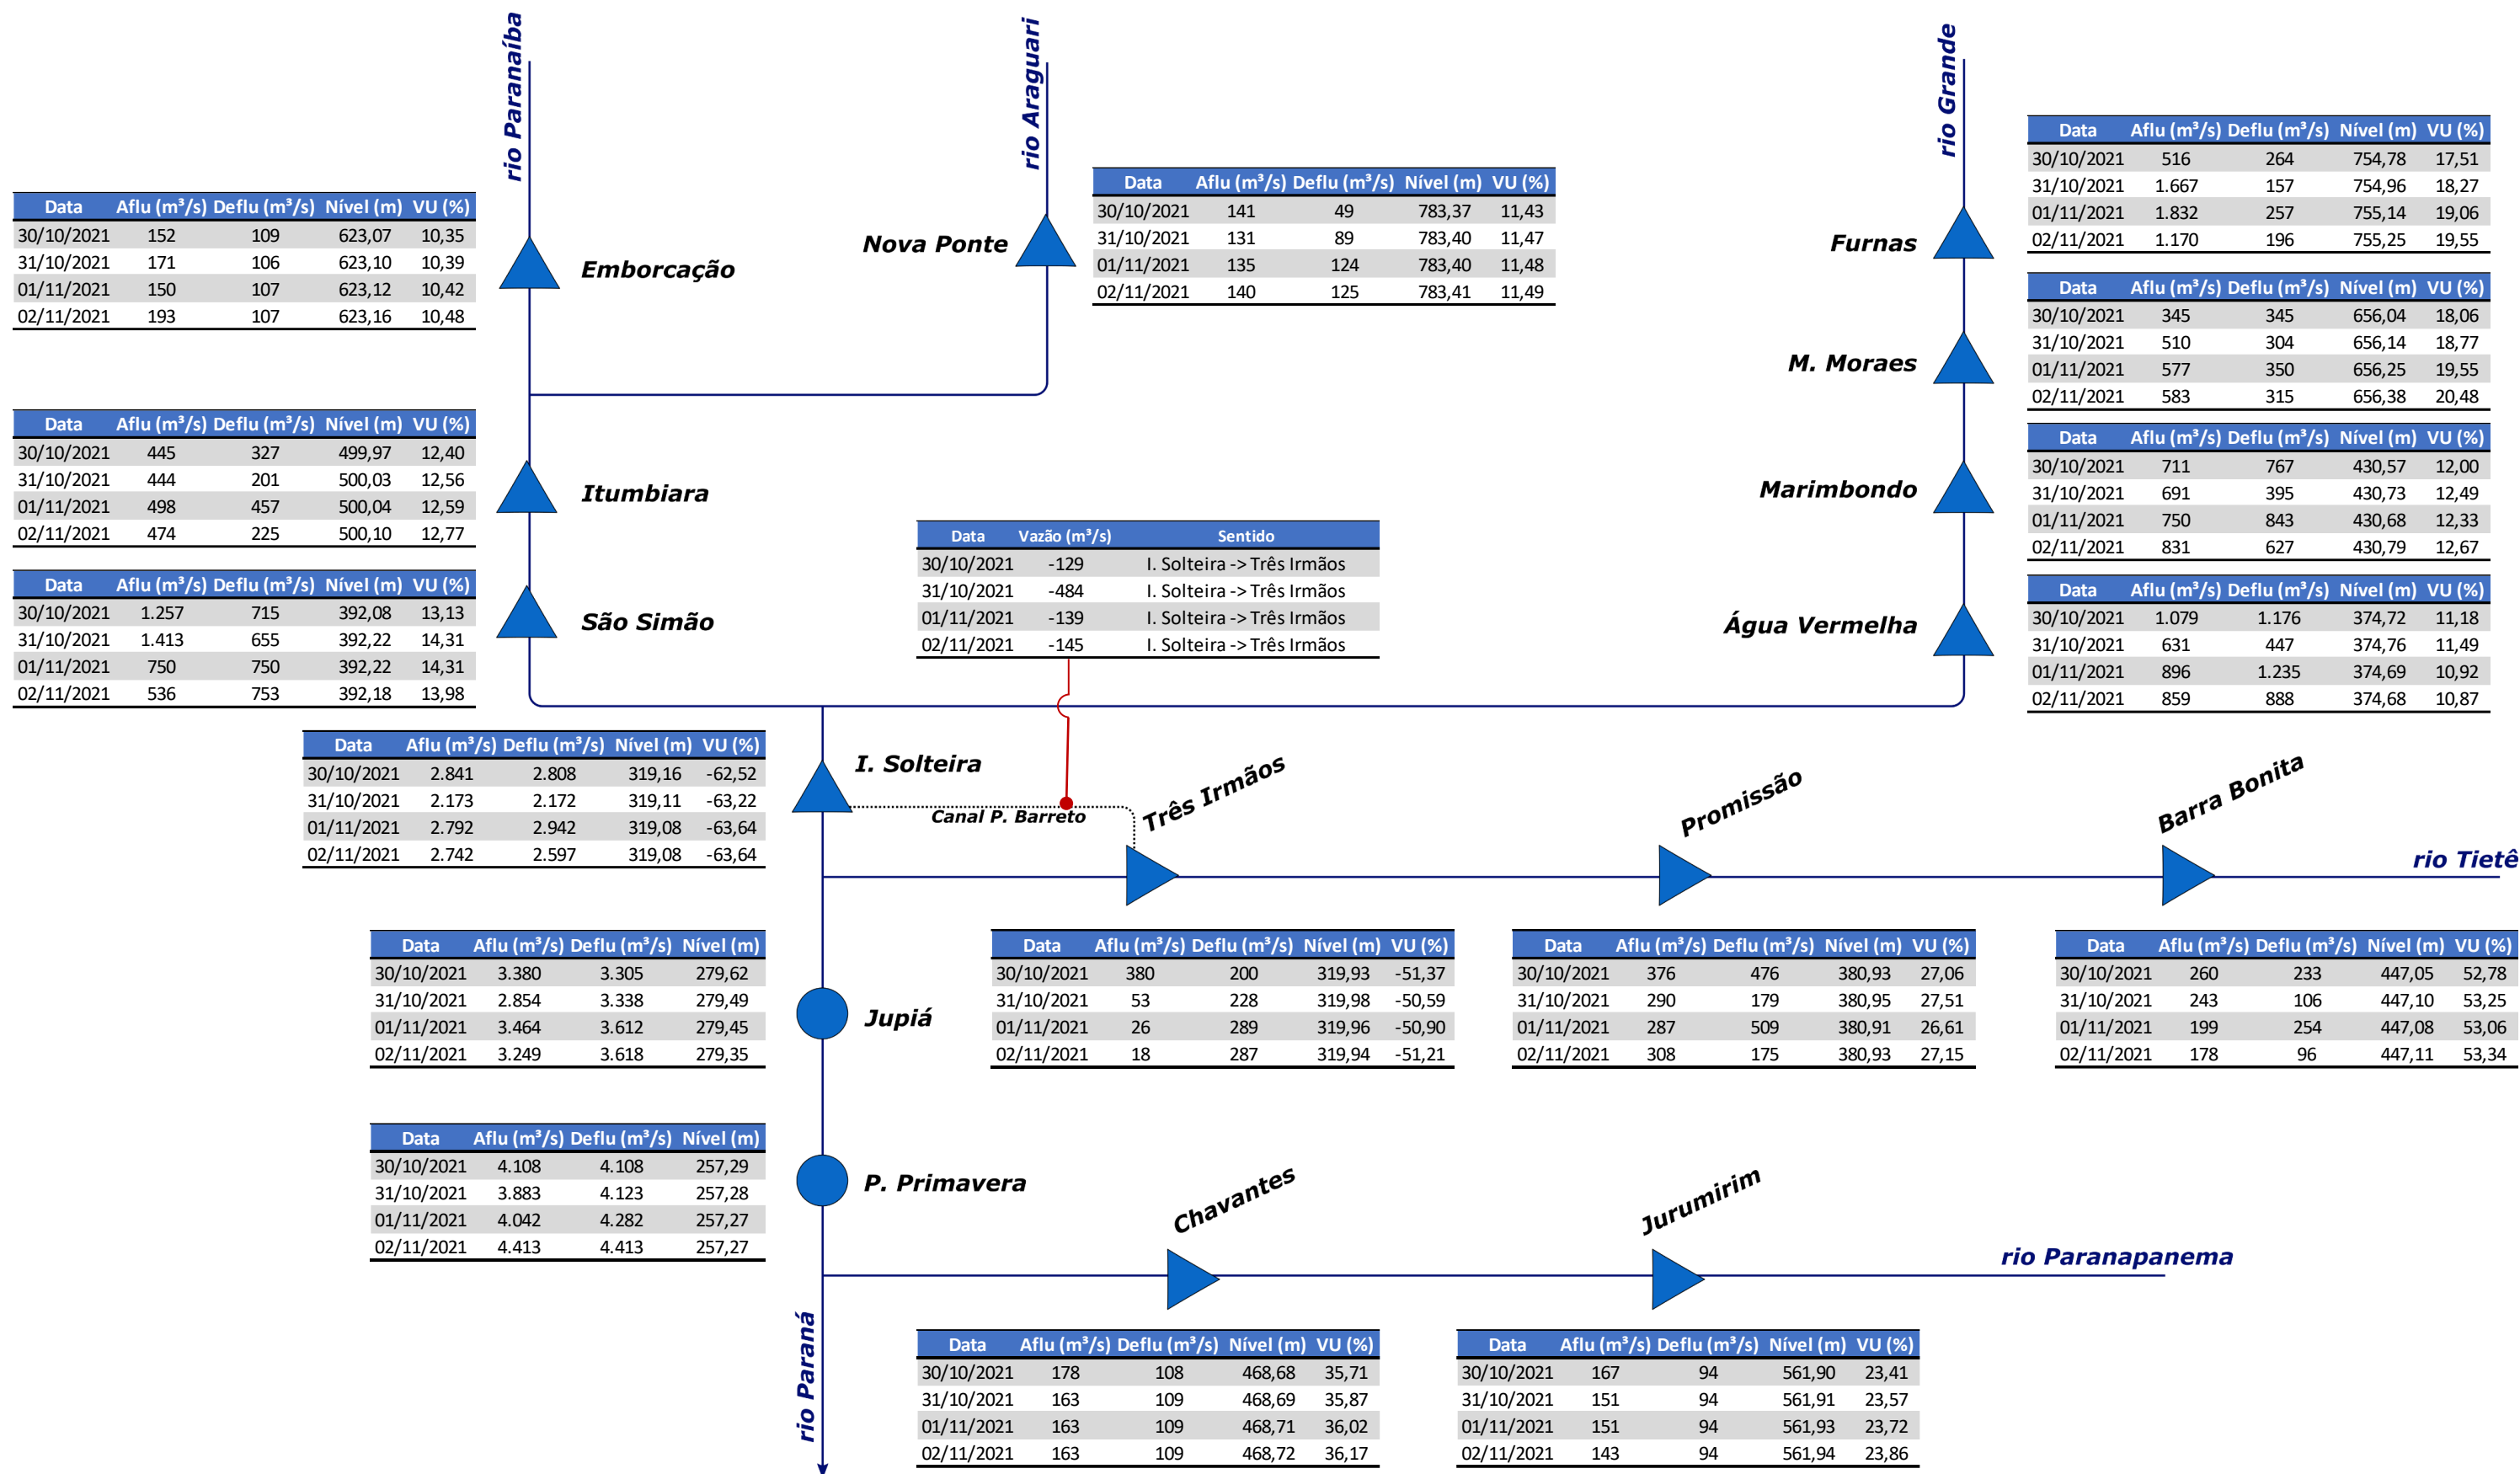 rio Paranaíba
rio Araguari
rio Grande
Data Aflu (m³/s) Deflu (m³/s) Nível (m) VU (%)
30/10/2021 516 264 754,78 17,51
31/10/2021 1.667 157 754,96 18,27
01/11/2021 1.832 257 755,14 19,06
02/11/2021 1.170 196 755,25 19,55
Furnas
Data Aflu (m³/s) Deflu (m³/s) Nível (m) VU (%)
30/10/2021 141 49 783,37 11,43
31/10/2021 131 89 783,40 11,47
01/11/2021 135 124 783,40 11,48
02/11/2021 140 125 783,41 11,49
Nova Ponte
Data Aflu (m³/s) Deflu (m³/s) Nível (m) VU (%)
30/10/2021 152 109 623,07 10,35
31/10/2021 171 106 623,10 10,39
01/11/2021 150 107 623,12 10,42
02/11/2021 193 107 623,16 10,48
Emborcação
Data Aflu (m³/s) Deflu (m³/s) Nível (m) VU (%)
30/10/2021 345 345 656,04 18,06
31/10/2021 510 304 656,14 18,77
01/11/2021 577 350 656,25 19,55
02/11/2021 583 315 656,38 20,48
M. Moraes
Data Aflu (m³/s) Deflu (m³/s) Nível (m) VU (%)
30/10/2021 445 327 499,97 12,40
31/10/2021 444 201 500,03 12,56
01/11/2021 498 457 500,04 12,59
02/11/2021 474 225 500,10 12,77
Itumbiara
Data Aflu (m³/s) Deflu (m³/s) Nível (m) VU (%)
30/10/2021 711 767 430,57 12,00
31/10/2021 691 395 430,73 12,49
01/11/2021 750 843 430,68 12,33
02/11/2021 831 627 430,79 12,67
Marimbondo
Data Vazão (m³/s) Sentido
30/10/2021 -129 I. Solteira -> Três Irmãos
31/10/2021 -484 I. Solteira -> Três Irmãos
01/11/2021 -139 I. Solteira -> Três Irmãos
02/11/2021 -145 I. Solteira -> Três Irmãos
Data Aflu (m³/s) Deflu (m³/s) Nível (m) VU (%)
30/10/2021 1.257 715 392,08 13,13
31/10/2021 1.413 655 392,22 14,31
01/11/2021 750 750 392,22 14,31
02/11/2021 536 753 392,18 13,98
São Simão
Data Aflu (m³/s) Deflu (m³/s) Nível (m) VU (%)
30/10/2021 1.079 1.176 374,72 11,18
31/10/2021 631 447 374,76 11,49
01/11/2021 896 1.235 374,69 10,92
02/11/2021 859 888 374,68 10,87
Água Vermelha
Data Aflu (m³/s) Deflu (m³/s) Nível (m) VU (%)
30/10/2021 2.841 2.808 319,16 -62,52
31/10/2021 2.173 2.172 319,11 -63,22
01/11/2021 2.792 2.942 319,08 -63,64
02/11/2021 2.742 2.597 319,08 -63,64
I. Solteira
Canal P. Barreto
Três Irmãos
Promissão
Barra Bonita
rio Tietê
Data Aflu (m³/s) Deflu (m³/s) Nível (m)
30/10/2021 3.380 3.305 279,62
31/10/2021 2.854 3.338 279,49
01/11/2021 3.464 3.612 279,45
02/11/2021 3.249 3.618 279,35
Jupiá
Data Aflu (m³/s) Deflu (m³/s) Nível (m) VU (%)
30/10/2021 380 200 319,93 -51,37
31/10/2021 53 228 319,98 -50,59
01/11/2021 26 289 319,96 -50,90
02/11/2021 18 287 319,94 -51,21
Data Aflu (m³/s) Deflu (m³/s) Nível (m) VU (%)
30/10/2021 376 476 380,93 27,06
31/10/2021 290 179 380,95 27,51
01/11/2021 287 509 380,91 26,61
02/11/2021 308 175 380,93 27,15
Data Aflu (m³/s) Deflu (m³/s) Nível (m) VU (%)
30/10/2021 260 233 447,05 52,78
31/10/2021 243 106 447,10 53,25
01/11/2021 199 254 447,08 53,06
02/11/2021 178 96 447,11 53,34
Data Aflu (m³/s) Deflu (m³/s) Nível (m)
30/10/2021 4.108 4.108 257,29
31/10/2021 3.883 4.123 257,28
01/11/2021 4.042 4.282 257,27
02/11/2021 4.413 4.413 257,27
P. Primavera
Chavantes
Jurumirim
rio Paranapanema
rio Paraná
Data Aflu (m³/s) Deflu (m³/s) Nível (m) VU (%)
30/10/2021 178 108 468,68 35,71
31/10/2021 163 109 468,69 35,87
01/11/2021 163 109 468,71 36,02
02/11/2021 163 109 468,72 36,17
Data Aflu (m³/s) Deflu (m³/s) Nível (m) VU (%)
30/10/2021 167 94 561,90 23,41
31/10/2021 151 94 561,91 23,57
01/11/2021 151 94 561,93 23,72
02/11/2021 143 94 561,94 23,86